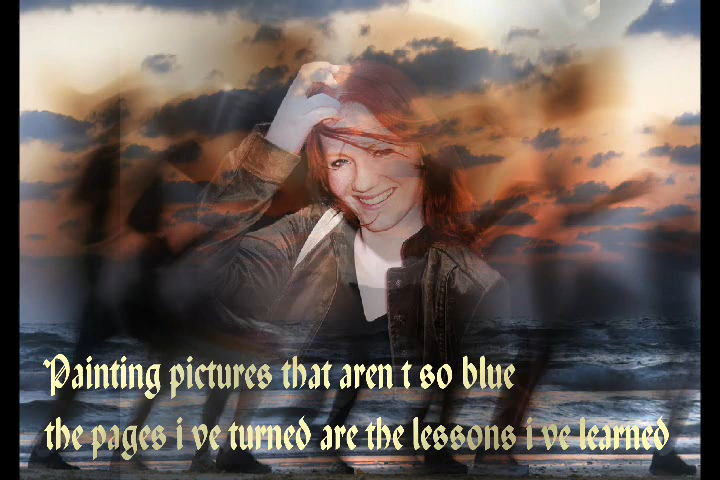 Painting pictures that aren t so blue
the pages i ve turned are the lessons i ve learned